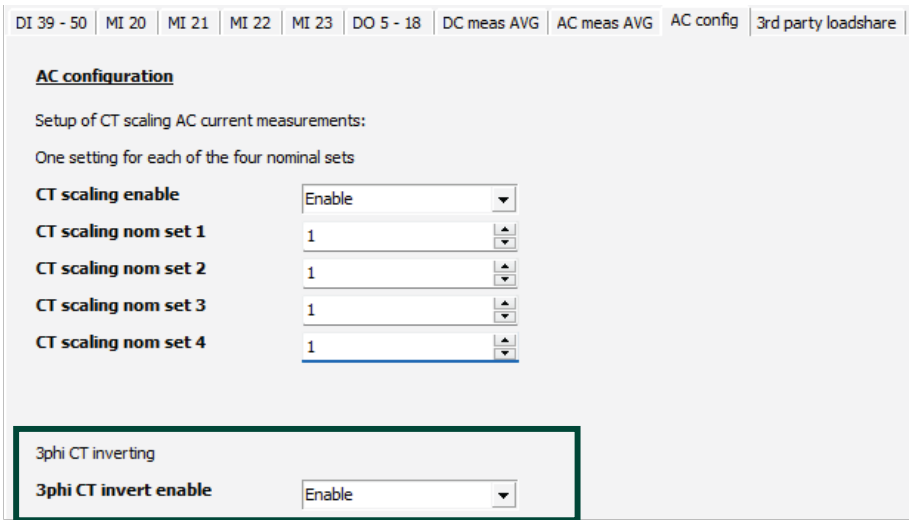 DI 39 - 50 MI 20 MI 21 MI 22 MI 23 DO 5 - 18 DC meas AVG AC meas AVG AC config 3rd party loadshare
AC configuration
Setup of CT scaling AC current measurements:
One setting for each of the four nominal sets
CT scaling enable Enable
CT scaling nom set 1 1
CT scaling nom set 2 1
CT scaling nom set 3 1
CT scaling nom set 4 1
3phi CT inverting
3phi CT invert enable Enable